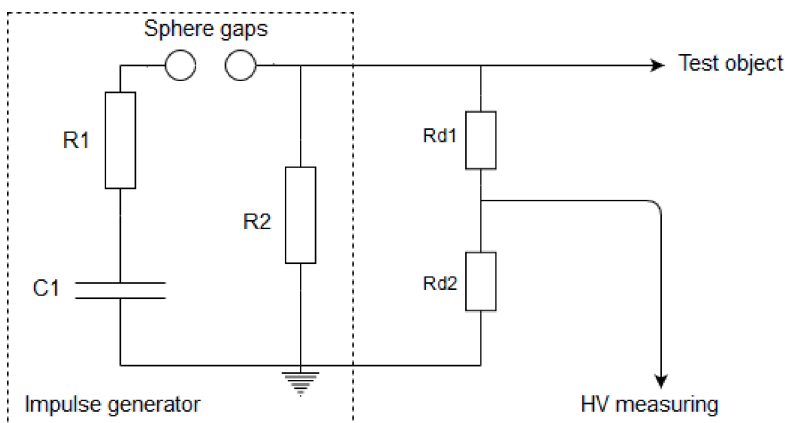 Sphere gaps
Test object
R1
Rd1
R2
C1
Rd2
Impulse generator
HV measuring